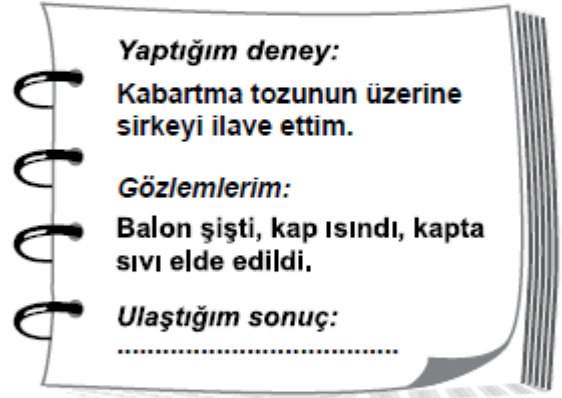 Yaptığım deney:
Kabartma tozunun üzerine
sirkeyi ilave ettim.
Gözlemlerim:
Balon şişti, kap ısındı, kapta
sıvı elde edildi.
Ulaştığım sonuç:
.....................................